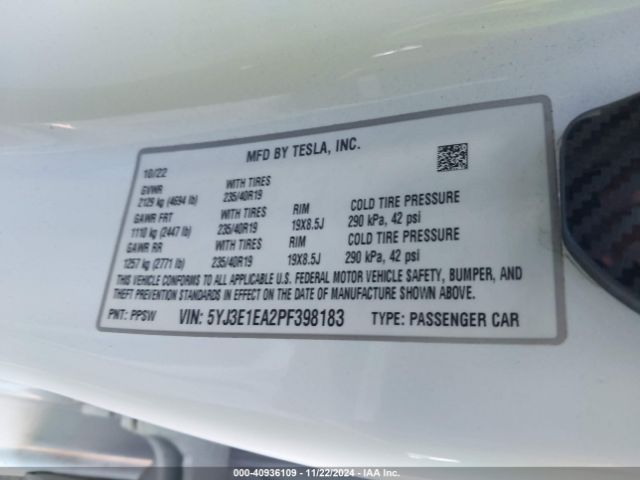 MFD BY TESLA, INC.
10/22
GVWR WITH TIRES
2129 kg (4694 lb) 235/40R19
GAWR FRT WITH TIRES RIM COLD TIRE PRESSURE
1110 kg (2447 lb) 235/40R19 19X8.5J 290 kPa, 42 psi
GAWR RR WITH TIRES RIM COLD TIRE PRESSURE
1257 kg (2771 lb) 235/40R19 19X8.5J 290 kPa, 42 psi
THIS VEHICLE CONFORMS TO ALL APPLICABLE U.S. FEDERAL MOTOR VEHICLE SAFETY, BUMPER, AND
THEFT PREVENTION STANDARDS IN EFFECT ON THE DATE OF MANUFACTURE SHOWN ABOVE.
PNT: PPSW VIN: 5YJ3E1EA2PF398183 TYPE: PASSENGER CAR
000-40936109 - 11/22/2024 - IAA Inc.